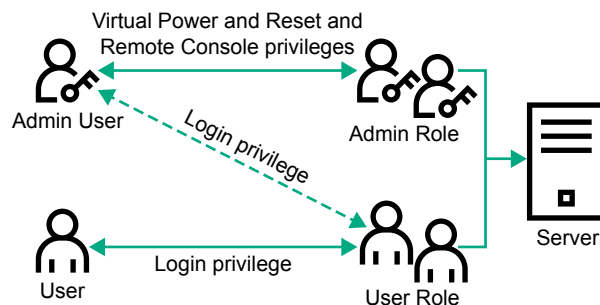 Virtual Power and Reset and
Remote Console privileges
Admin User
Admin Role
Login privilege
Server
Login privilege
User
User Role